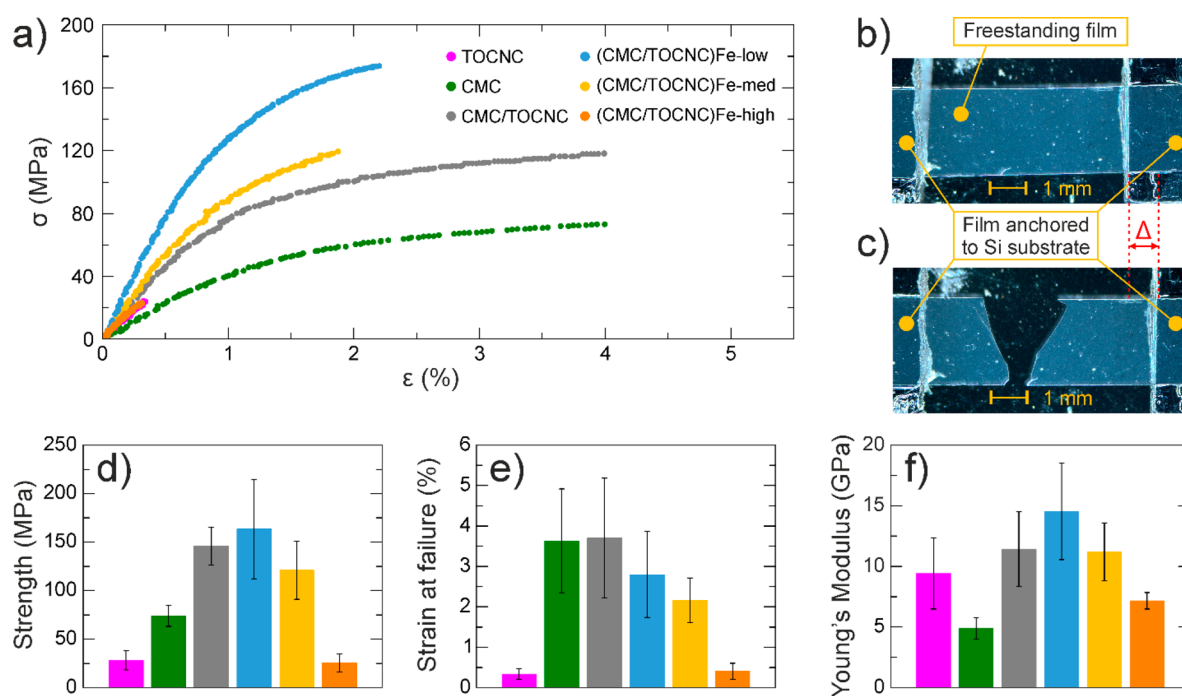 a)
σ (MPa)
200
160
120
80
40
0
0
1
2
3
4
5
ε (%)
TOCNC
CMC
CMC/TOCNC
(CMC/TOCNC)Fe-low
(CMC/TOCNC)Fe-med
(CMC/TOCNC)Fe-high
b)
Freestanding film
1 mm
Film anchored
to Si substrate
Δ
c)
1 mm
d)
Strength (MPa)
250
200
150
100
50
0
e)
Strain at failure (%)
6
5
4
3
2
1
0
f)
Young's Modulus (GPa)
20
15
10
5
0